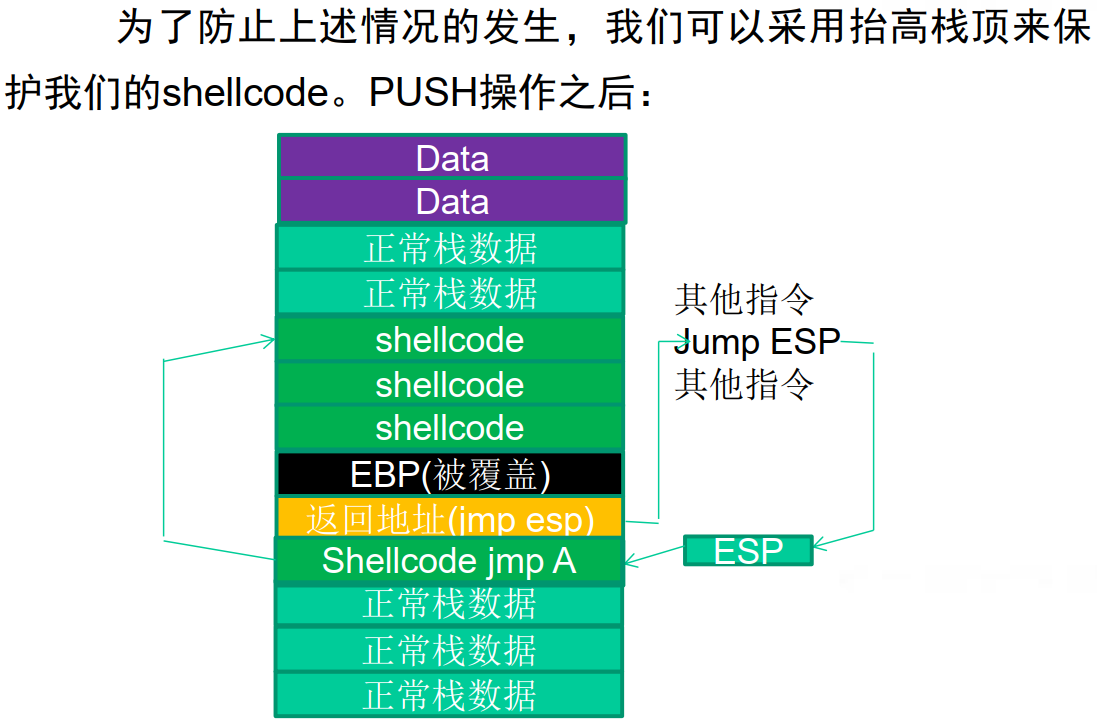 为了防止上述情况的发生，我们可以采用抬高栈顶来保
护我们的shellcode。PUSH操作之后：
Data
Data
正常栈数据
正常栈数据
shellcode
shellcode
shellcode
EBP(被覆盖)
返回地址(jmp esp)
Shellcode jmp A
正常栈数据
正常栈数据
正常栈数据
其他指令
Jump ESP
其他指令
ESP